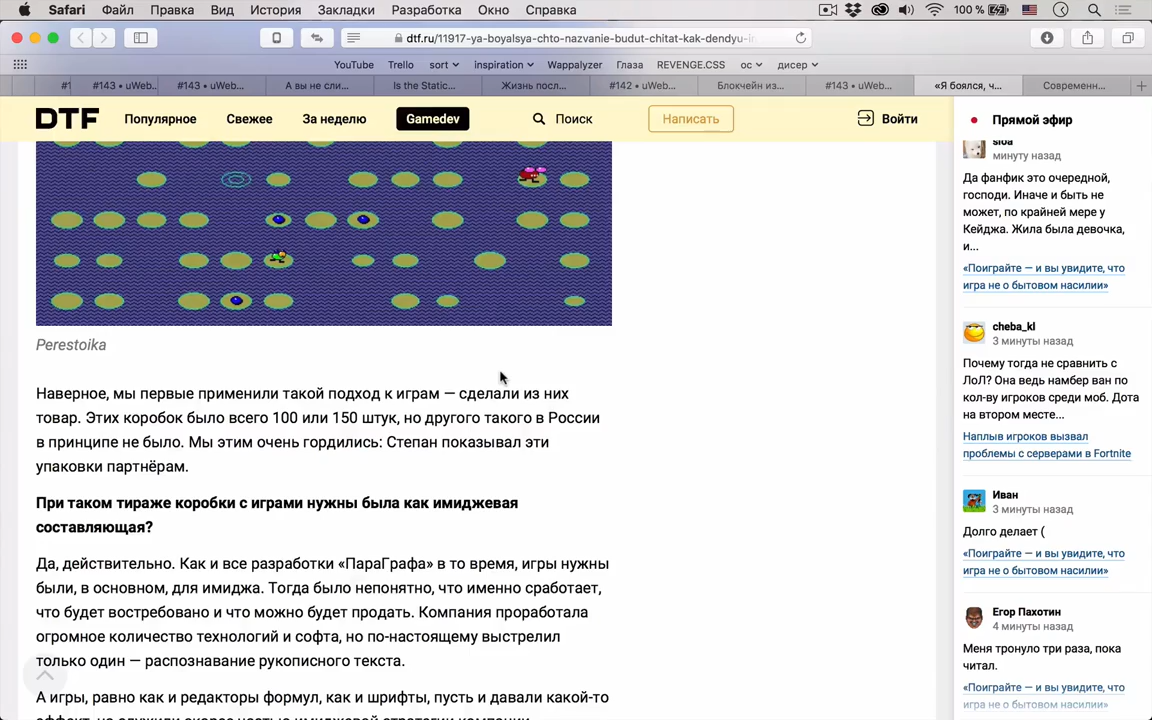 Safari Файл Правка Вид История Закладки Разработка Окно Справка 100 %
dtf.ru/11917-ya-boyalsya-chto-nazvanie-budut-chitat-kak-dendyu-i
YouTube Trello sort inspiration Wappalyzer Глаза REVENGE.CSS ос дисер
#1 #143 • uWeb.. #143 • uWeb... А вы не сли... Is the Static... Жизнь посл... #142 • uWeb... Блокчейн из... #143 • uWeb... «Я боялся, ч... Современн...
DTF Популярное Свежее За неделю Gamedev Поиск Написать Войти
Perestoika
Наверное, мы первые применили такой подход к играм — сделали из них
товар. Этих коробок было всего 100 или 150 штук, но другого такого в России
в принципе не было. Мы этим очень гордились: Степан показывал эти
упаковки партнёрам.
При таком тираже коробки с играми нужны была как имиджевая
составляющая?
Да, действительно. Как и все разработки «ПараГрафа» в то время, игры нужны
были, в основном, для имиджа. Тогда было непонятно, что именно сработает,
что будет востребовано и что можно будет продать. Компания проработала
огромное количество технологий и софта, но по-настоящему выстрелил
только один — распознавание рукописного текста.
А игры, равно как и редакторы формул, как и шрифты, пусть и давали какой-то
Прямой эфир
минуту назад
Да фанфик это очередной,
господи. Иначе и быть не
может, по крайней мере у
Кейджа. Жила была девочка,
и...
«Поиграйте — и вы увидите, что
игра не о бытовом насилии»
cheba_kl
3 минуты назад
Почему тогда не сравнить с
ЛоЛ? Она ведь намбер ван по
кол-ву игроков среди моб. Дота
на втором месте...
Наплыв игроков вызвал
проблемы с серверами в Fortnite
Иван
3 минуты назад
Долго делает (
«Поиграйте — и вы увидите, что
игра не о бытовом насилии»
Егор Пахотин
4 минуты назад
Меня тронуло три раза, пока
читал.
«Поиграйте — и вы увидите, что
игра не о бытовом насилии»